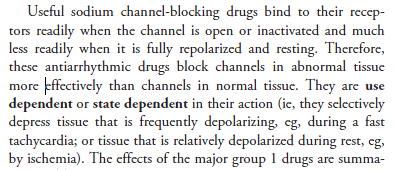 Useful sodium channel-blocking drugs bind to their recep-
tors readily when the channel is open or inactivated and much
less readily when it is fully repolarized and resting. Therefore,
these antiarrhythmic drugs block channels in abnormal tissue
more effectively than channels in normal tissue. They are use
dependent or state dependent in their action (ie, they selectively
depress tissue that is frequently depolarizing, eg, during a fast
tachycardia; or tissue that is relatively depolarized during rest, eg,
by ischemia). The effects of the major group 1 drugs are summa-